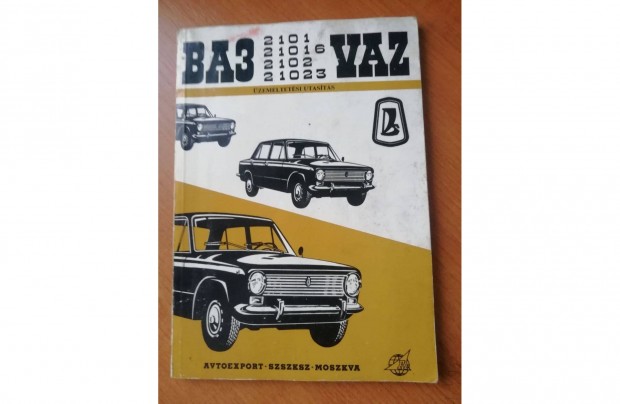 ВАЗ 2101 VAZ
21016
2102
21023
ÜZEMELTETÉSI UTASÍTÁS
AVTOEXPORT · SZSZKSZ · MOSZKVA